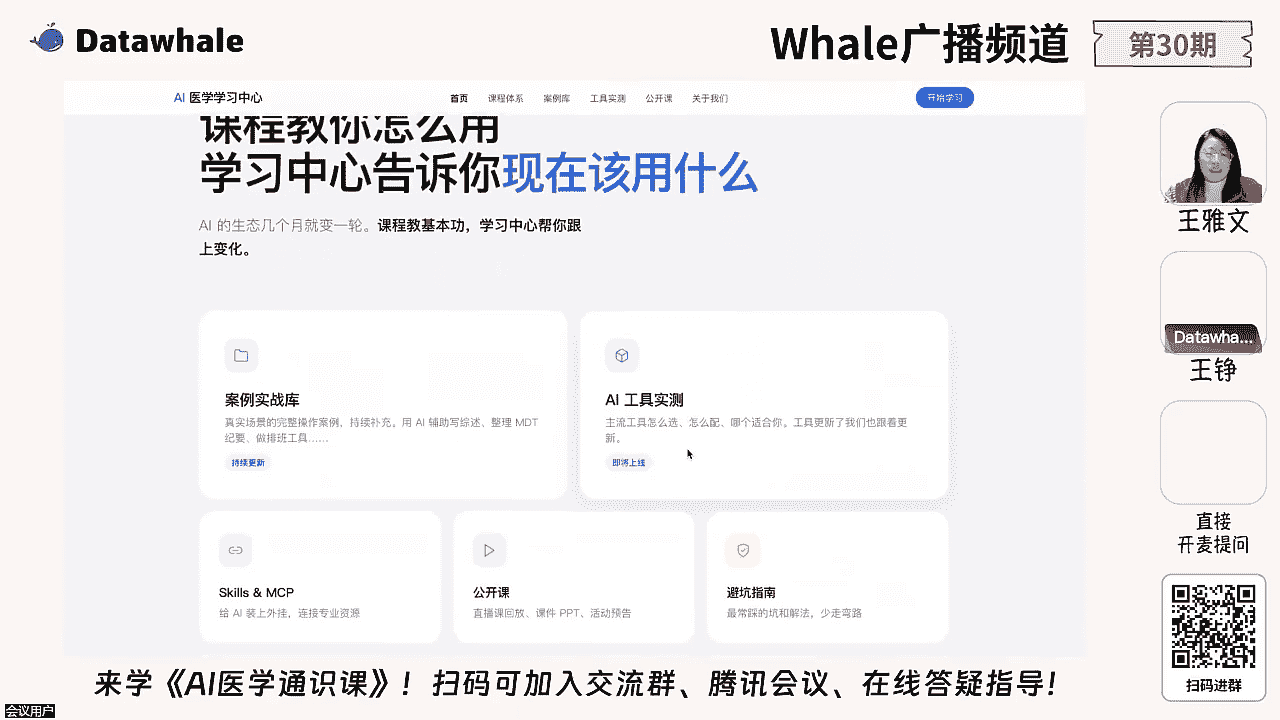 Datawhale
Whale广播频道
第30期
AI 医学学习中心
首页
课程体系
案例库
工具实测
公开课
关于我们
开始学习
课程教你怎么用
学习中心告诉你现在该用什么
AI 的生态几个月就变一轮。课程教基本功，学习中心帮你跟
上变化。
案例实战库
真实场景的完整操作案例，持续补充。用 AI 辅助写综述、整理 MDT
纪要、做排班工具……
持续更新
AI 工具实测
主流工具怎么选、怎么配、哪个适合你。工具更新了我们也跟着更
新。
即将上线
Skills & MCP
给 AI 装上外挂，连接专业资源
公开课
直播课回放、课件 PPT、活动预告
避坑指南
最常踩的坑和解法，少走弯路
王雅文
Datawha...
王铮
直接
开麦提问
扫码进群
来学《AI医学通识课》！扫码可加入交流群、腾讯会议、在线答疑指导！
会议用户